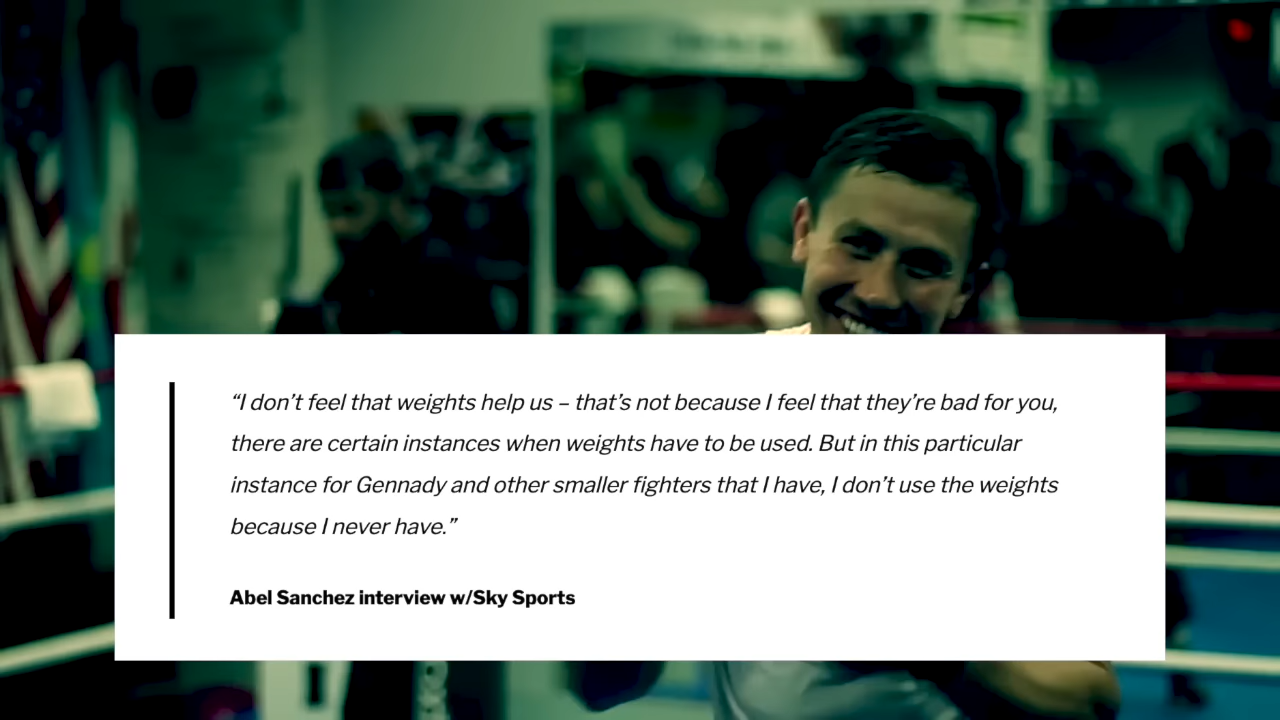 “I don’t feel that weights help us – that’s not because I feel that they’re bad for you,
there are certain instances when weights have to be used. But in this particular
instance for Gennady and other smaller fighters that I have, I don’t use the weights
because I never have.”
Abel Sanchez interview w/Sky Sports